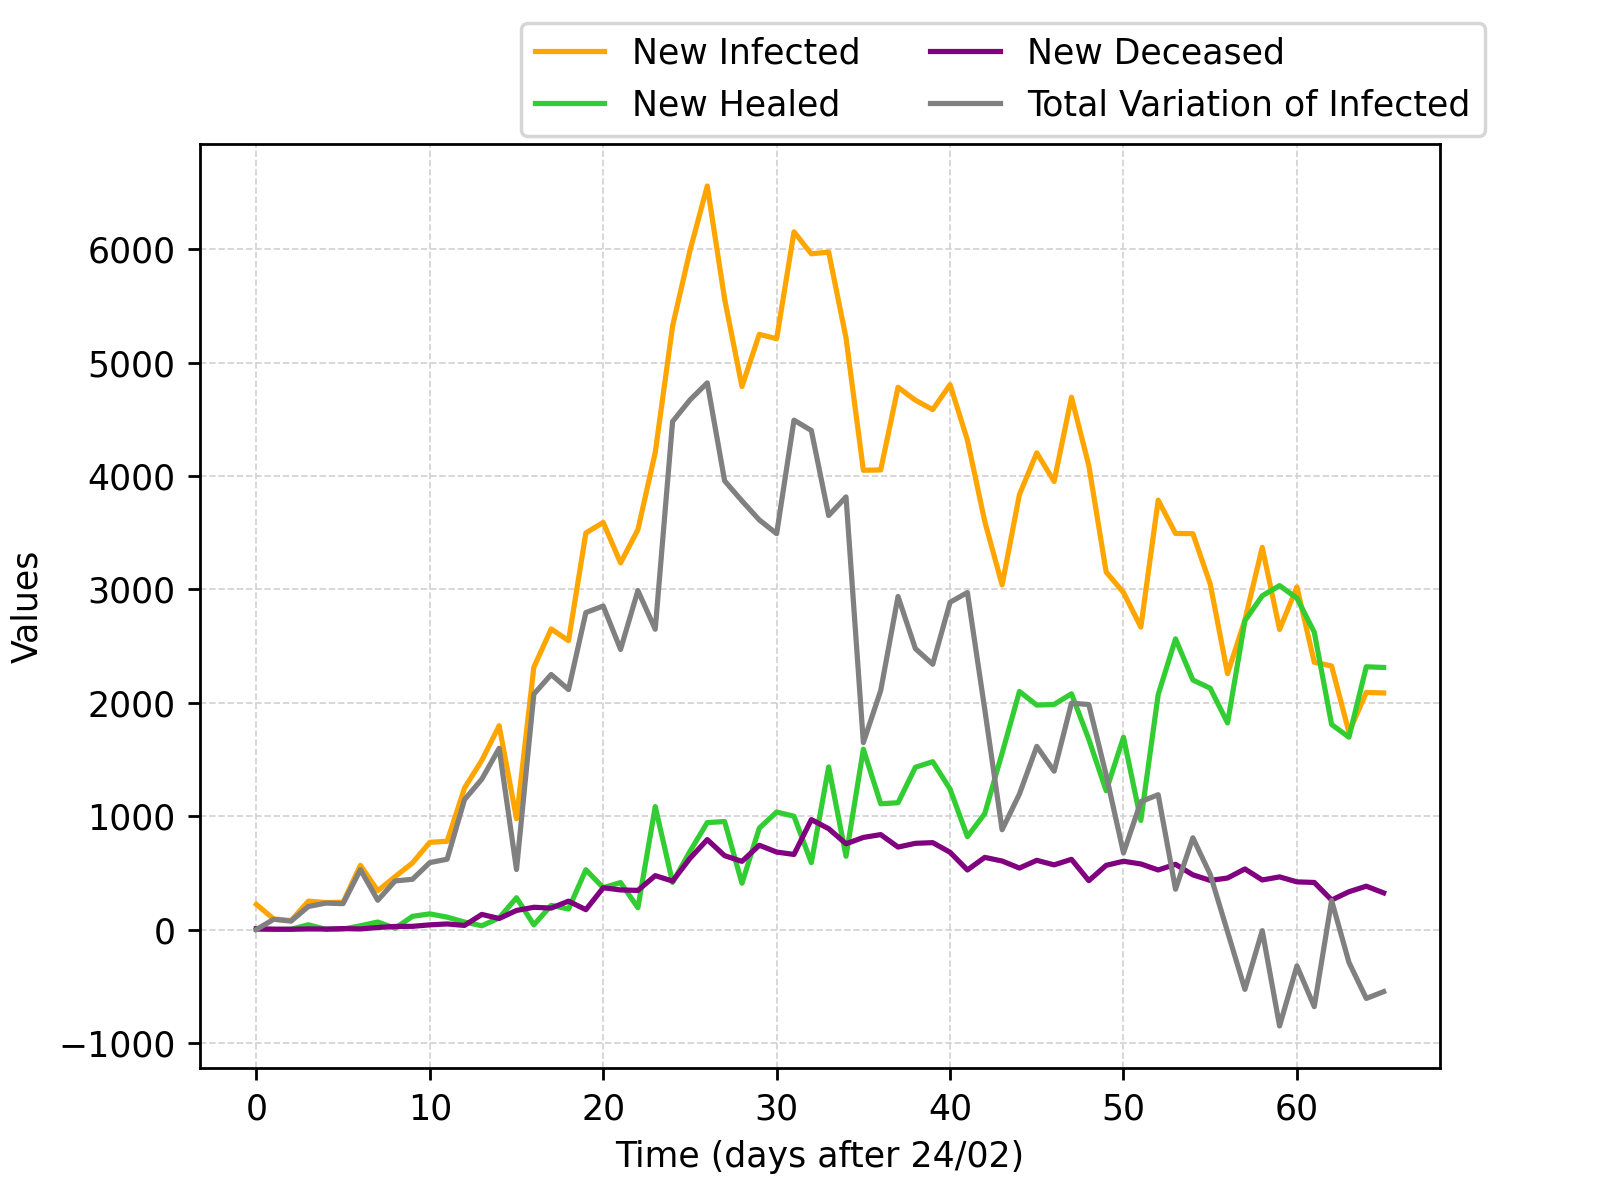 New Infected
New Healed
New Deceased
Total Variation of Infected
Values
6000
5000
4000
3000
2000
1000
0
−1000
0 10 20 30 40 50 60
Time (days after 24/02)